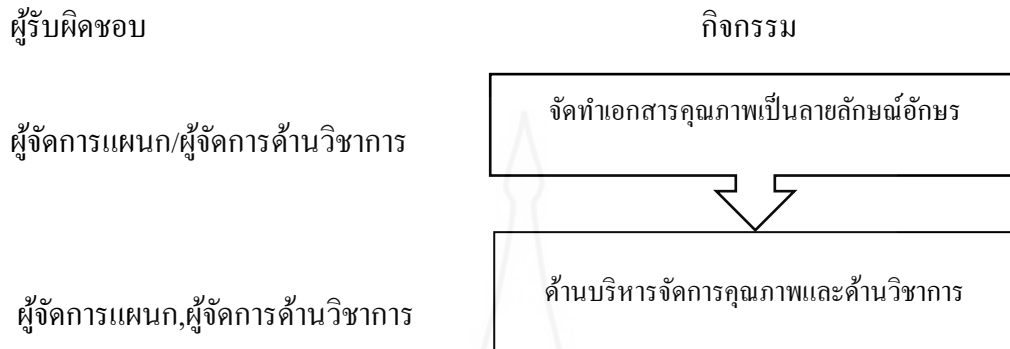 ผู้รับผิดชอบ กิจกรรม
จัดทำเอกสารคุณภาพเป็นลายลักษณ์อักษร
ผู้จัดการแผนก/ผู้จัดการด้านวิชาการ
ด้านบริหารจัดการคุณภาพและด้านวิชาการ
ผู้จัดการแผนก,ผู้จัดการด้านวิชาการ